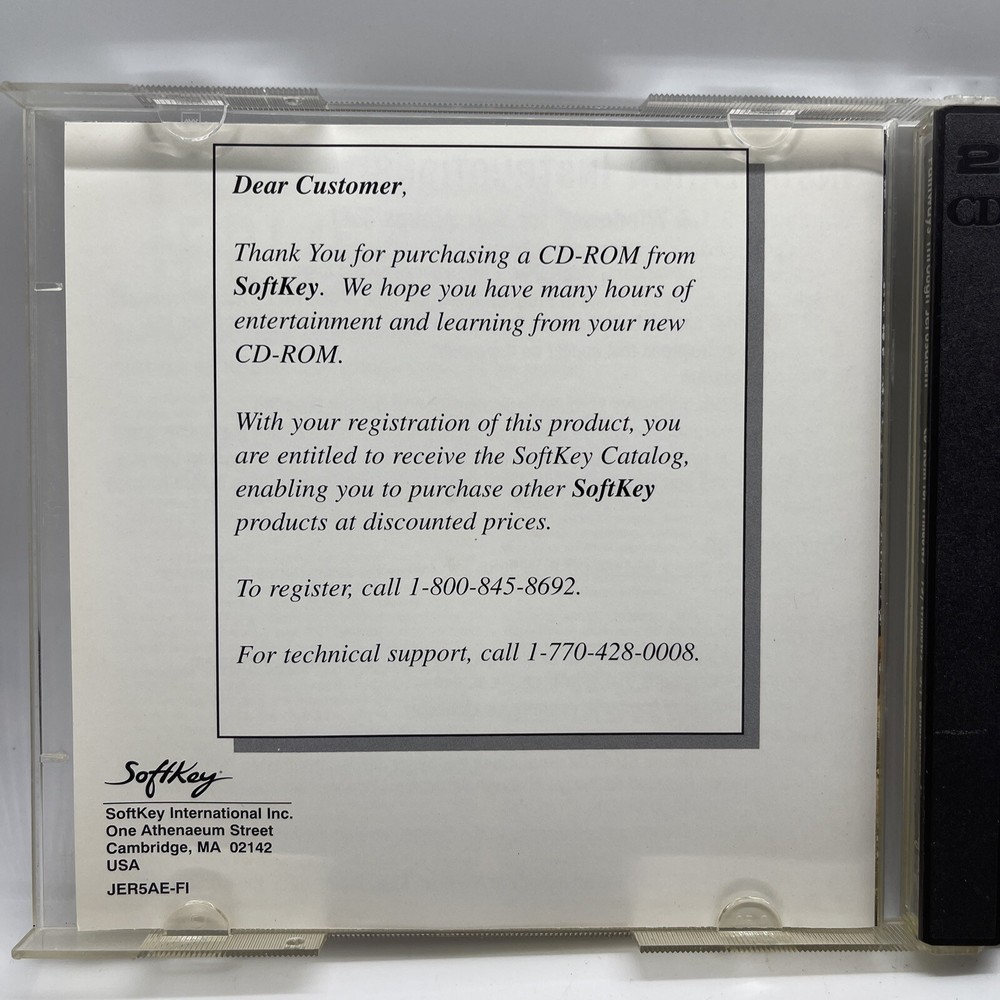 Dear Customer,
Thank You for purchasing a CD-ROM from
SoftKey. We hope you have many hours of
entertainment and learning from your new
CD-ROM.
With your registration of this product, you
are entitled to receive the SoftKey Catalog,
enabling you to purchase other SoftKey
products at discounted prices.
To register, call 1-800-845-8692.
For technical support, call 1-770-428-0008.
SoftKey
SoftKey International Inc.
One Athenaeum Street
Cambridge, MA 02142
USA
JER5AE-FI
2
CD